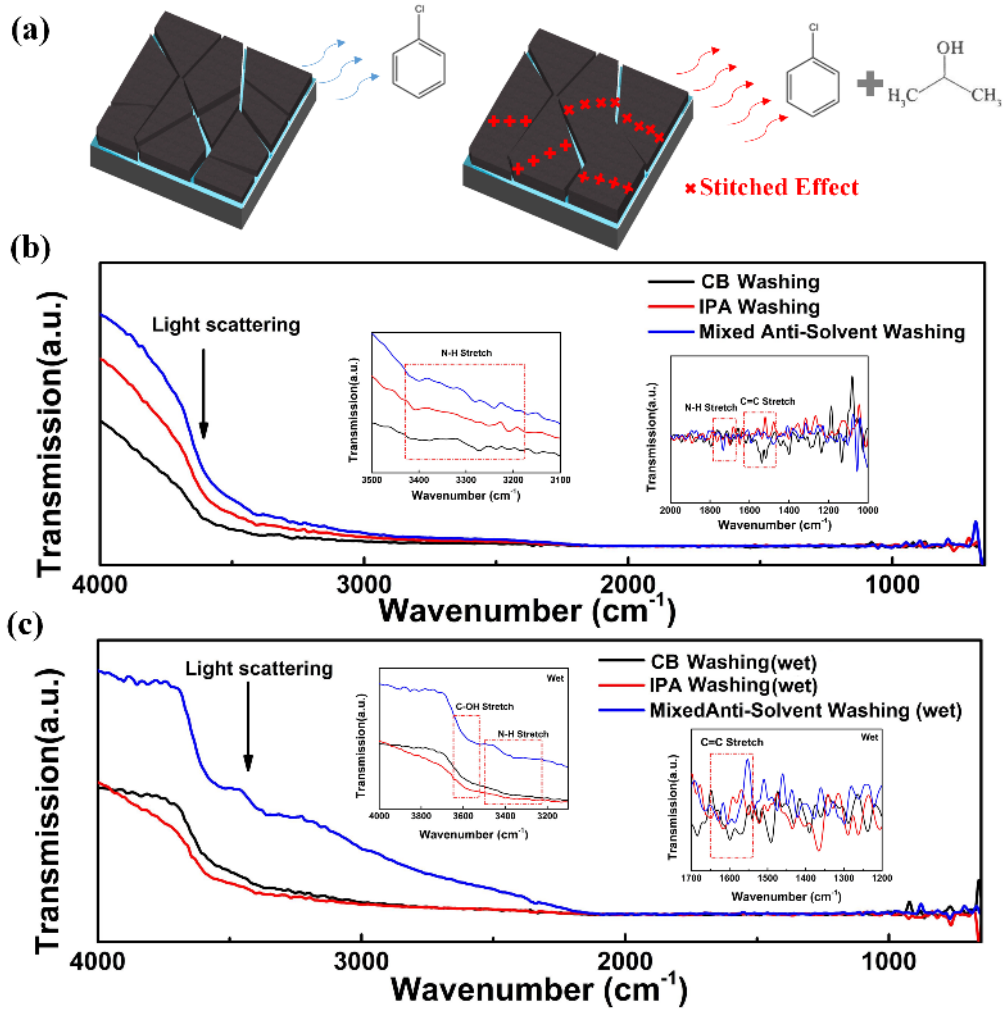 (a)
Cl
Cl
OH
H₃C
CH₃
Stitched Effect
(b)
Transmission(a.u.)
Light scattering
CB Washing
IPA Washing
Mixed Anti-Solvent Washing
Transmission(a.u.)
N-H Stretch
3500 3400 3300 3200 3100
Wavenumber (cm⁻¹)
Transmission(a.u.)
N-H Stretch
C=C Stretch
2000 1800 1600 1400 1200 1000
Wavenumber (cm⁻¹)
4000 3000 2000 1000
Wavenumber (cm⁻¹)
(c)
Transmission(a.u.)
Light scattering
CB Washing(wet)
IPA Washing(wet)
MixedAnti-Solvent Washing (wet)
Transmission(a.u.)
Wet
C-OH Stretch
N-H Stretch
4000 3800 3600 3400 3200
Wavenumber (cm⁻¹)
Transmission(a.u.)
C=C Stretch
Wet
1700 1600 1500 1400 1300 1200
Wavenumber (cm⁻¹)
4000 3000 2000 1000
Wavenumber (cm⁻¹)